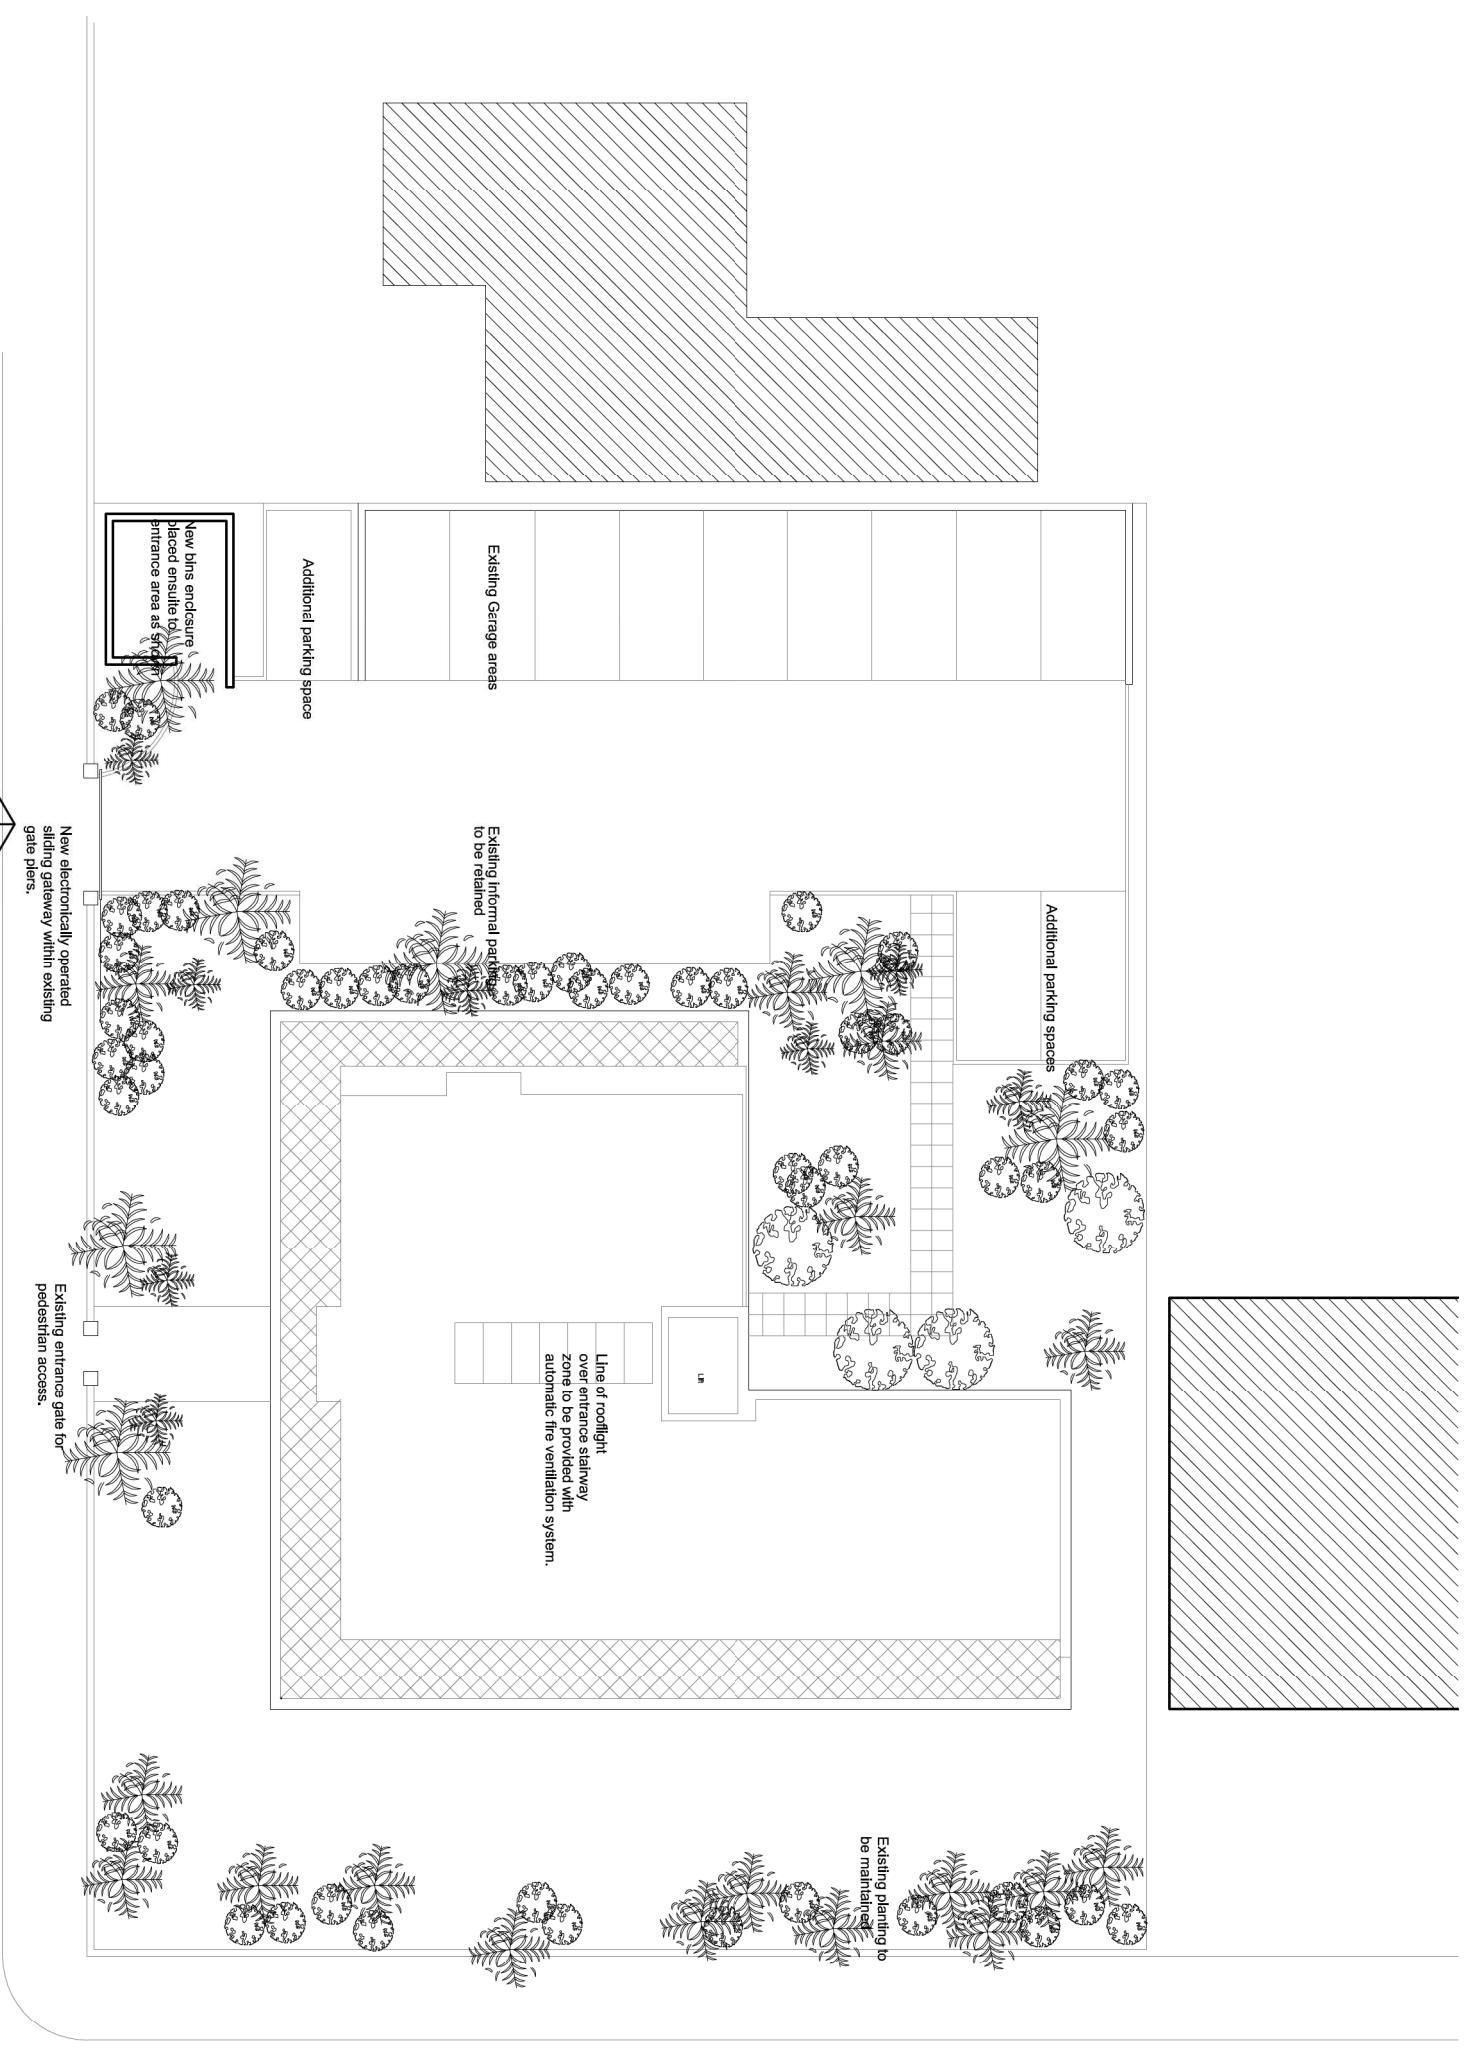 New bins enclosure
placed ensuite to
entrance area as shown
Additional parking space
Existing Garage areas
New electronically operated
sliding gateway within existing
gate piers.
Existing informal parking
to be retained
Additional parking spaces
Existing entrance gate for
pedestrian access.
Line of rooflight
over entrance stairway
zone to be provided with
automatic fire ventilation system.
Lift
Existing planting to
be maintained